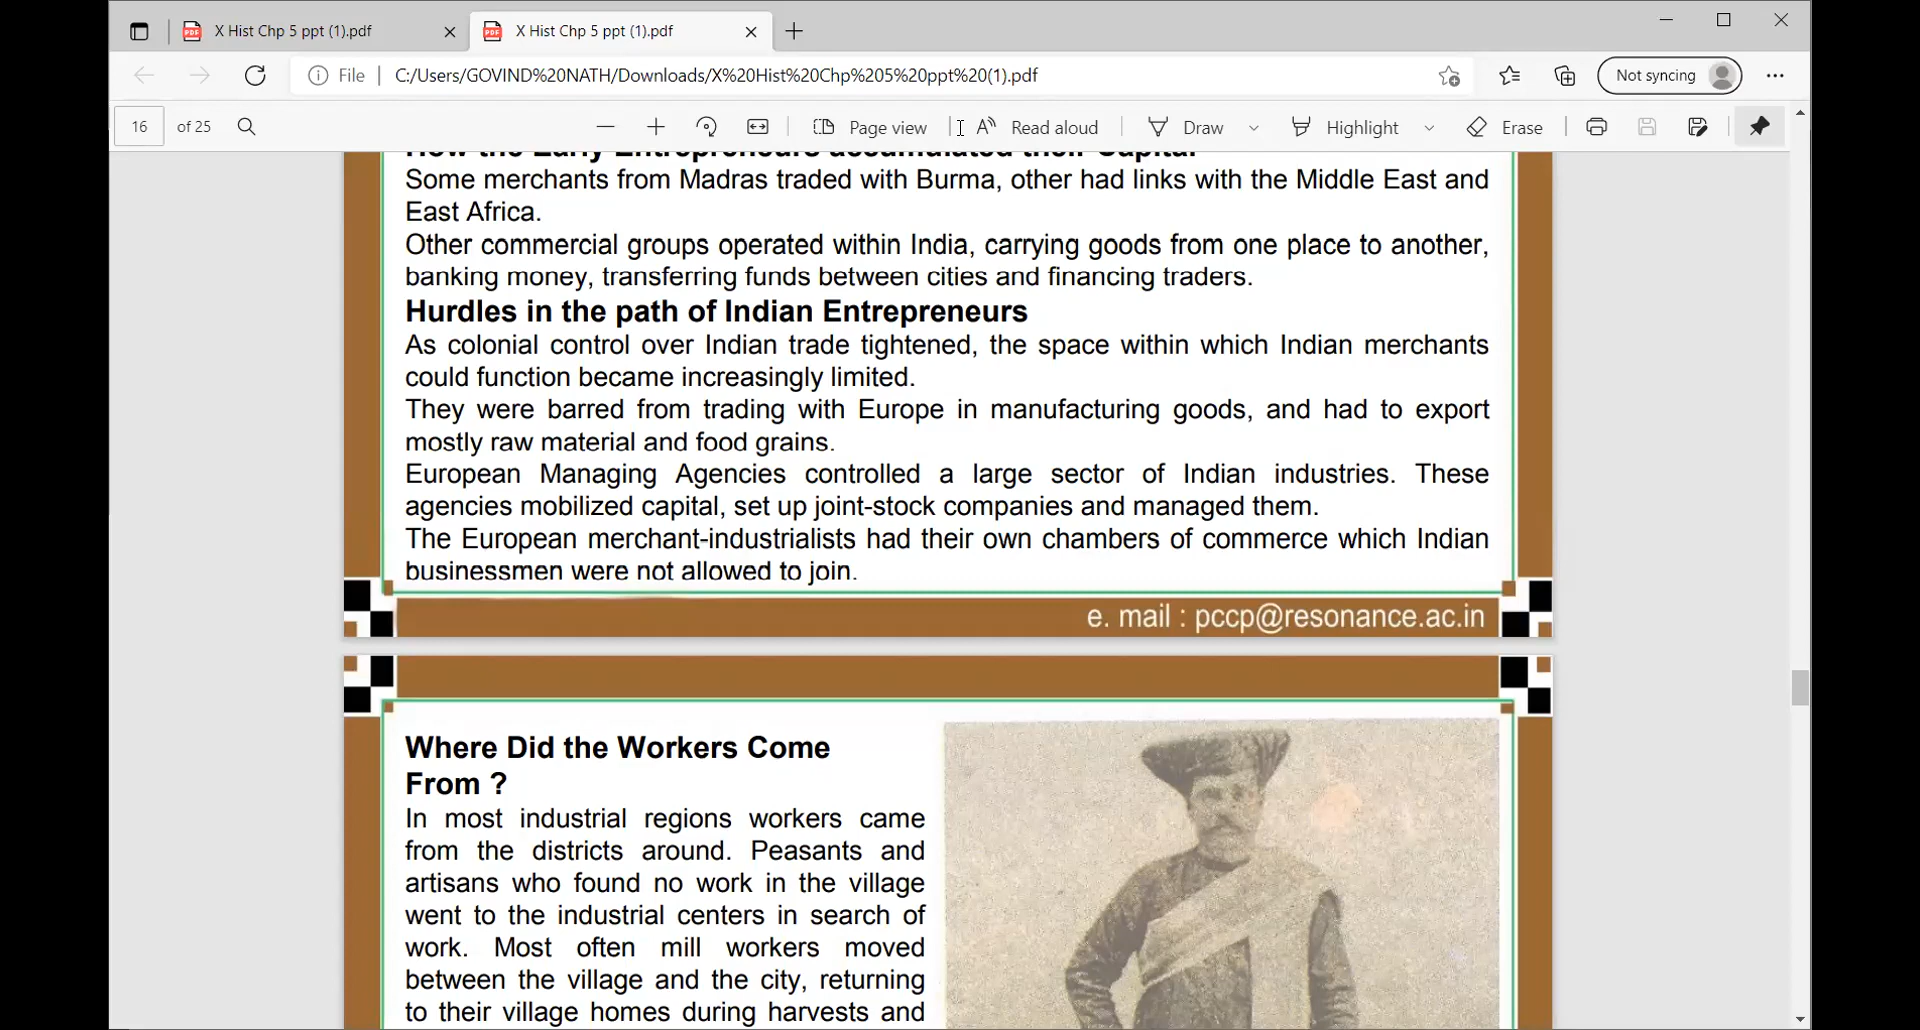 X Hist Chp 5 ppt (1).pdf
X Hist Chp 5 ppt (1).pdf
File
C:/Users/GOVIND%20NATH/Downloads/X%20Hist%20Chp%205%20ppt%20(1).pdf
Not syncing
16
of 25
Page view
Read aloud
Draw
Highlight
Erase
How the Early Entrepreneurs accumulated their Capital
Some merchants from Madras traded with Burma, other had links with the Middle East and
East Africa.
Other commercial groups operated within India, carrying goods from one place to another,
banking money, transferring funds between cities and financing traders.
Hurdles in the path of Indian Entrepreneurs
As colonial control over Indian trade tightened, the space within which Indian merchants
could function became increasingly limited.
They were barred from trading with Europe in manufacturing goods, and had to export
mostly raw material and food grains.
European Managing Agencies controlled a large sector of Indian industries. These
agencies mobilized capital, set up joint-stock companies and managed them.
The European merchant-industrialists had their own chambers of commerce which Indian
businessmen were not allowed to join.
e. mail : pccp@resonance.ac.in
Where Did the Workers Come
From ?
In most industrial regions workers came
from the districts around. Peasants and
artisans who found no work in the village
went to the industrial centers in search of
work. Most often mill workers moved
between the village and the city, returning
to their village homes during harvests and